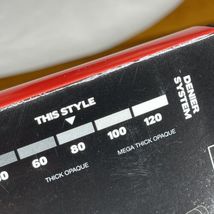 THIS STYLE
60 80 100 120
THICK OPAQUE MEGA THICK OPAQUE
DENIER
SYSTEM